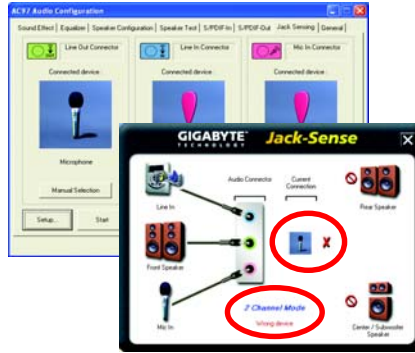 AC97 Audio Configuration
Sound Effect | Equalizer | Speaker Configuration | Speaker Test | S/PDIF-In | S/PDIF-Out | Jack Sensing | General
Line Out Connector
Line In Connector
Mic In Connector
Connected device :
Connected device :
Connected device :
Microphone
Manual Selection
Setup...
Start
GIGABYTE
TECHNOLOGY
Jack-Sense
X
Audio Connector
Current Connection
Line In
Rear Speaker
Front Speaker
2 Channel Mode
Wrong device
Mic In
Center / Subwoofer
Speaker